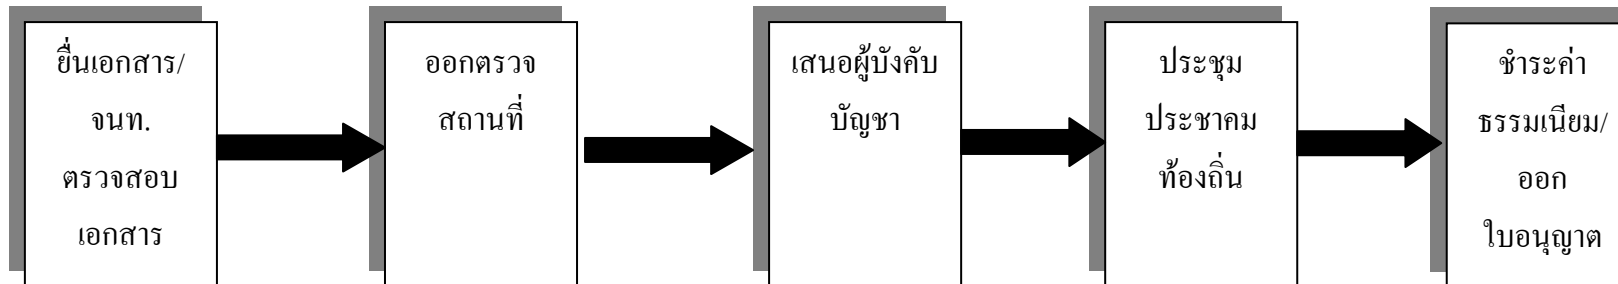 ยื่นเอกสาร/
จนท.
ตรวจสอบ
เอกสาร
ออกตรวจ
สถานที่
เสนอผู้บังคับ
บัญชา
ประชุม
ประชาคม
ท้องถิ่น
ชำระค่า
ธรรมเนียม/
ออก
ใบอนุญาต